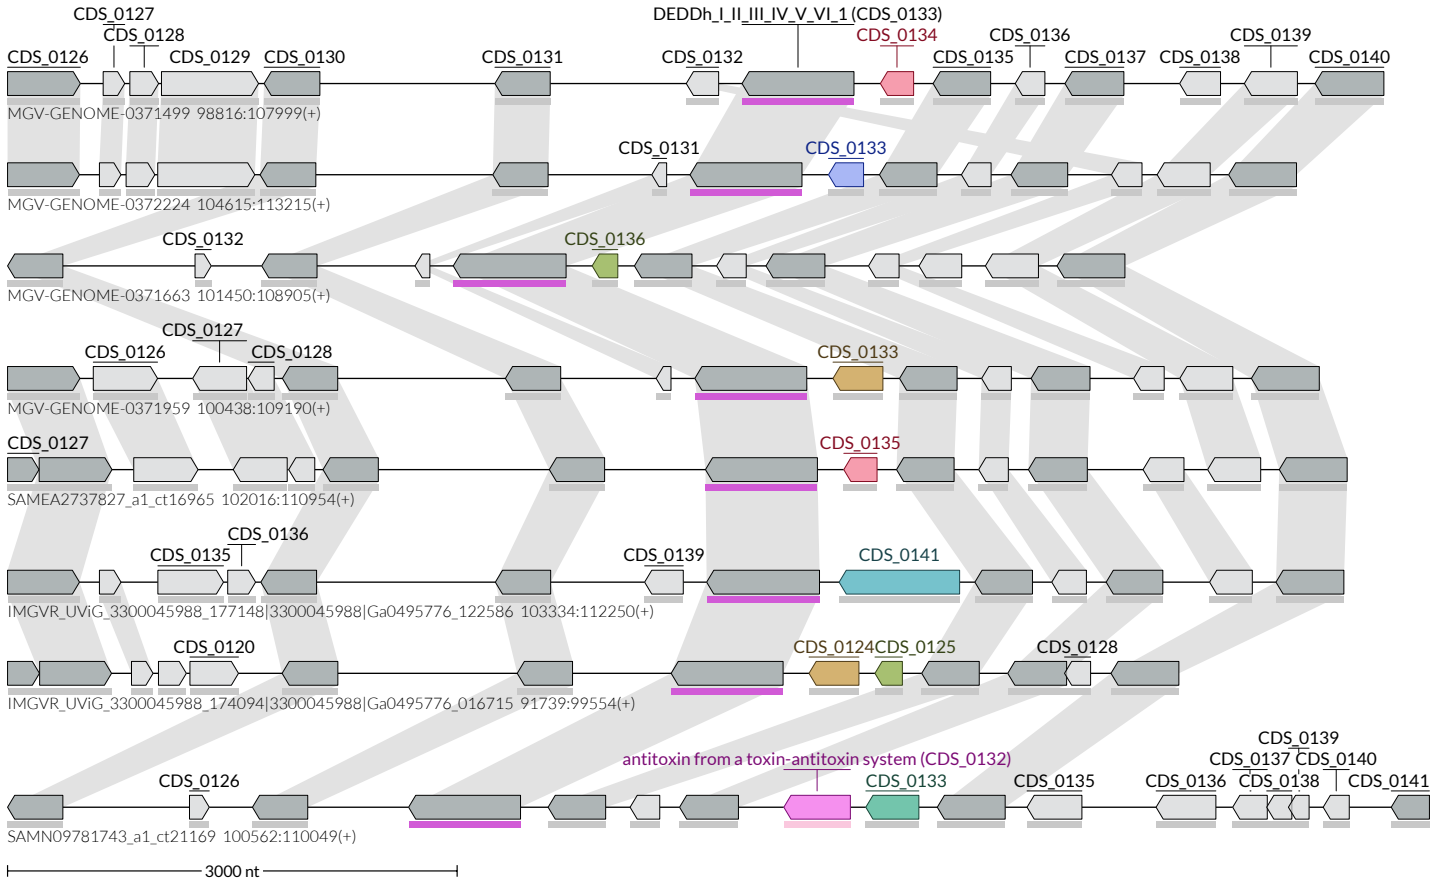 CDS_0127 DEDDh_I_II_III_IV_V_VI_1 (CDS_0133)
CDS_0128 CDS_0134 CDS_0136 CDS_0139
CDS_0126 CDS_0129 CDS_0130 CDS_0131 CDS_0132 CDS_0135 CDS_0137 CDS_0138 CDS_0140
MGV-GENOME-0371499 98816:107999(+)
CDS_0131 CDS_0133
MGV-GENOME-0372224 104615:113215(+)
CDS_0132 CDS_0136
MGV-GENOME-0371663 101450:108905(+)
CDS_0127
CDS_0126 CDS_0128 CDS_0133
MGV-GENOME-0371959 100438:109190(+)
CDS_0127 CDS_0135
SAMEA2737827_a1_ct16965 102016:110954(+)
CDS_0136
CDS_0135 CDS_0139 CDS_0141
IMGVR_UViG_3300045988_177148|3300045988|Ga0495776_122586 103334:112250(+)
CDS_0120 CDS_0124 CDS_0125 CDS_0128
IMGVR_UViG_3300045988_174094|3300045988|Ga0495776_016715 91739:99554(+)
CDS_0139
antitoxin from a toxin-antitoxin system (CDS_0132) CDS_0137 CDS_0140
CDS_0126 CDS_0133 CDS_0135 CDS_0136 CDS_0138 CDS_0141
SAMN09781743_a1_ct21169 100562:110049(+)
3000 nt